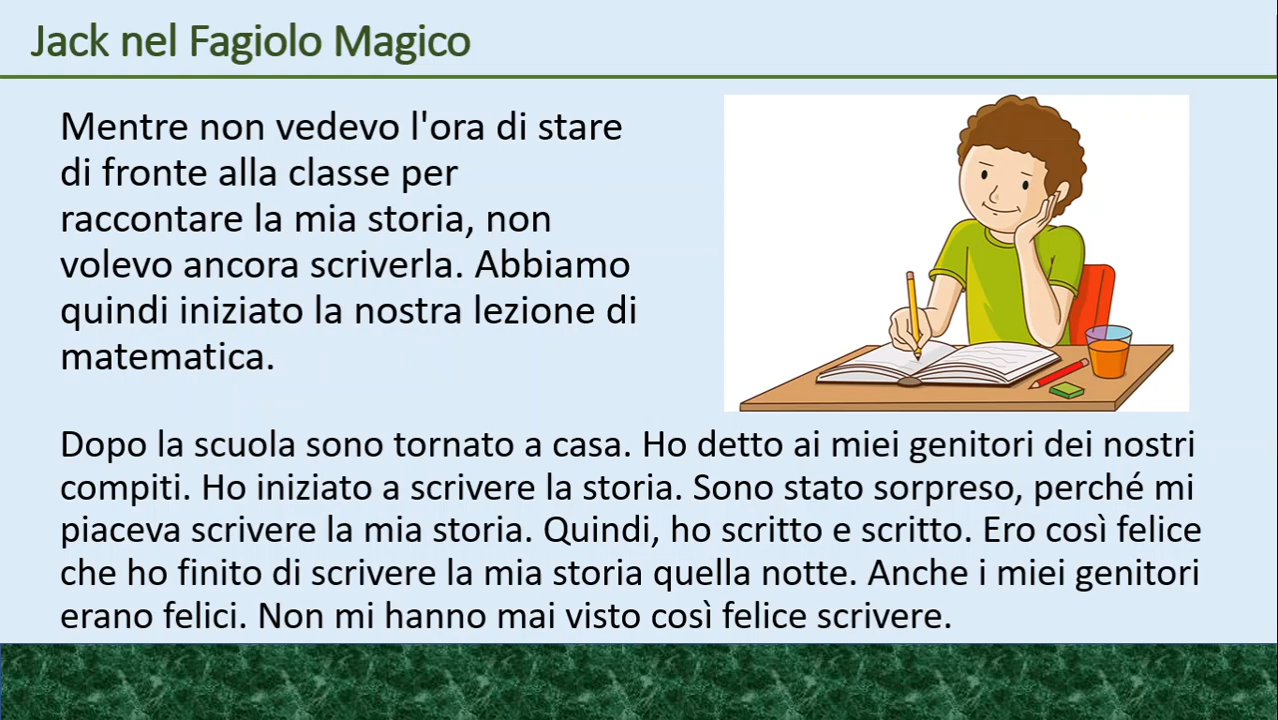 Jack nel Fagiolo Magico
Mentre non vedevo l'ora di stare
di fronte alla classe per
raccontare la mia storia, non
volevo ancora scriverla. Abbiamo
quindi iniziato la nostra lezione di
matematica.
Dopo la scuola sono tornato a casa. Ho detto ai miei genitori dei nostri
compiti. Ho iniziato a scrivere la storia. Sono stato sorpreso, perché mi
piaceva scrivere la mia storia. Quindi, ho scritto e scritto. Ero così felice
che ho finito di scrivere la mia storia quella notte. Anche i miei genitori
erano felici. Non mi hanno mai visto così felice scrivere.